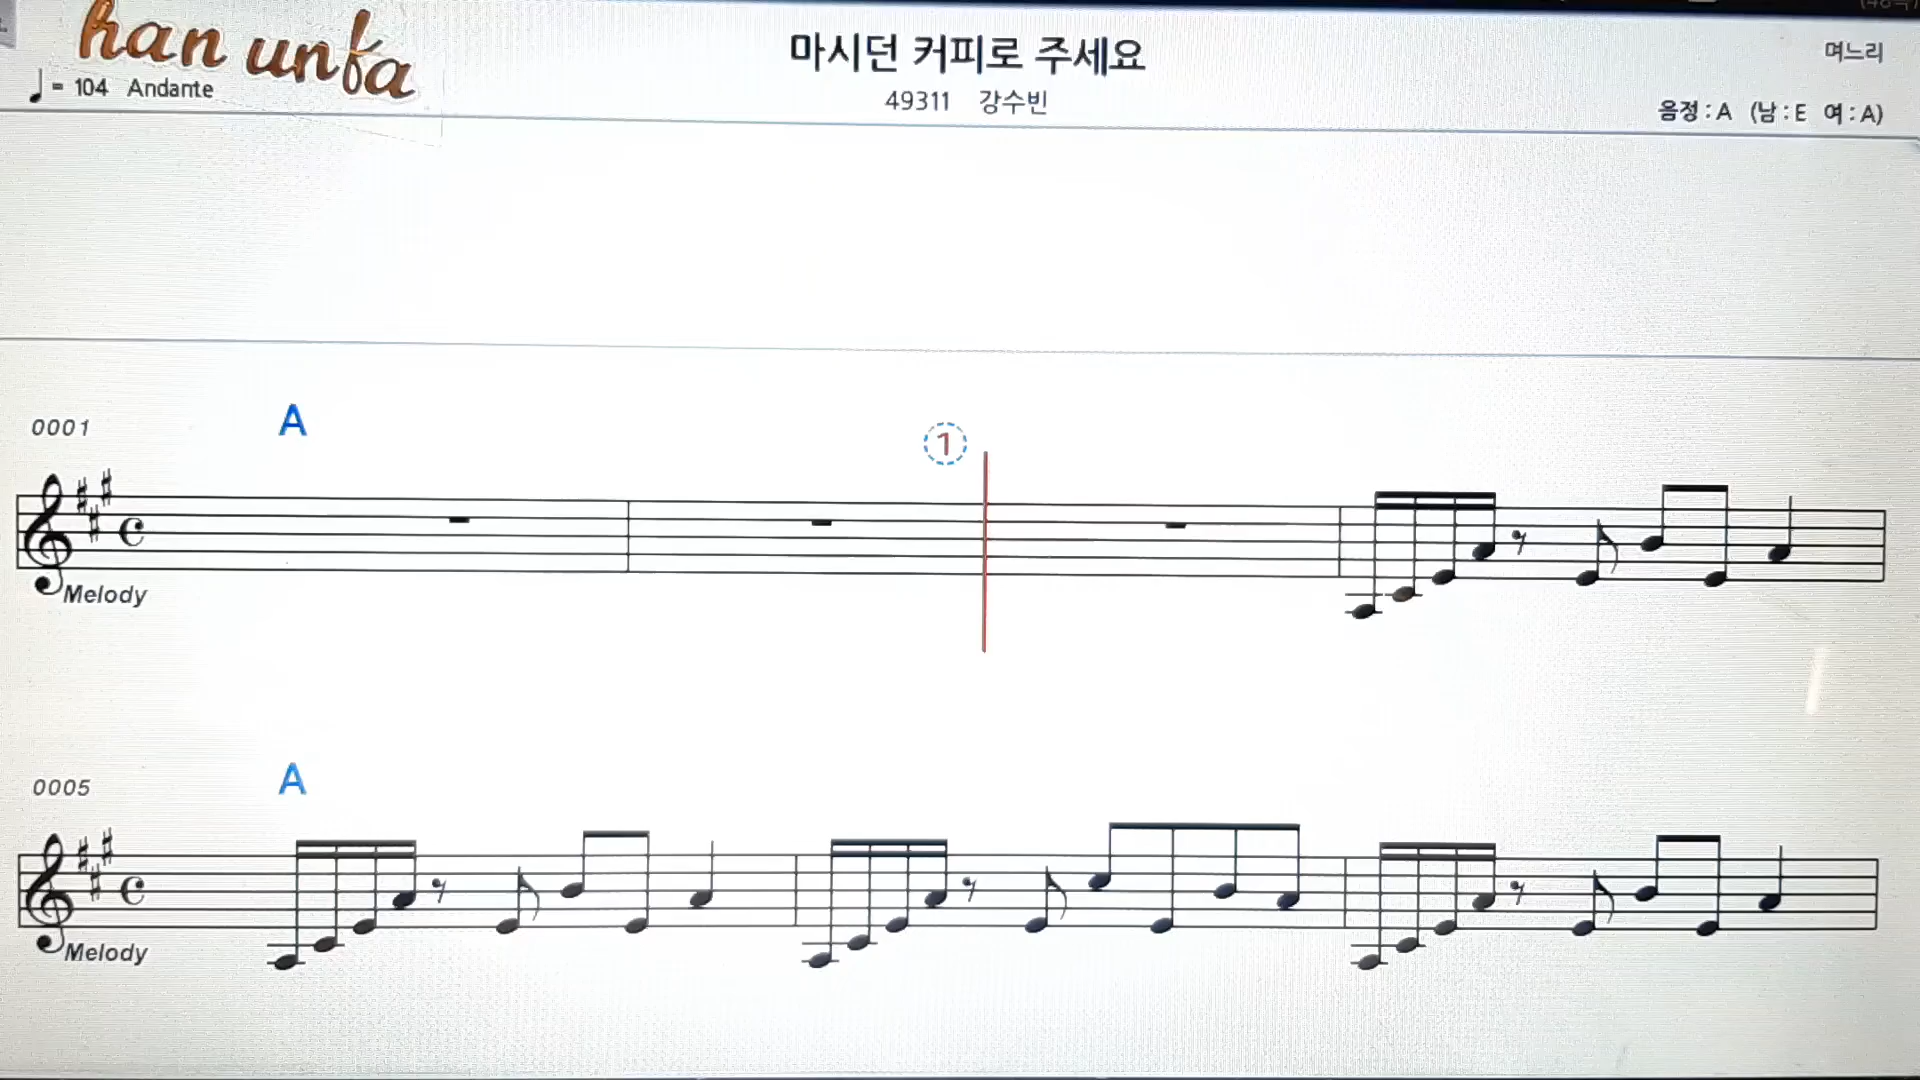 han unfa
♩= 104 Andante
마시던 커피로 주세요
49311 강수빈
며느리
음정 : A (남 : E 여 : A)
0001
A
1
Melody
0005
A
Melody